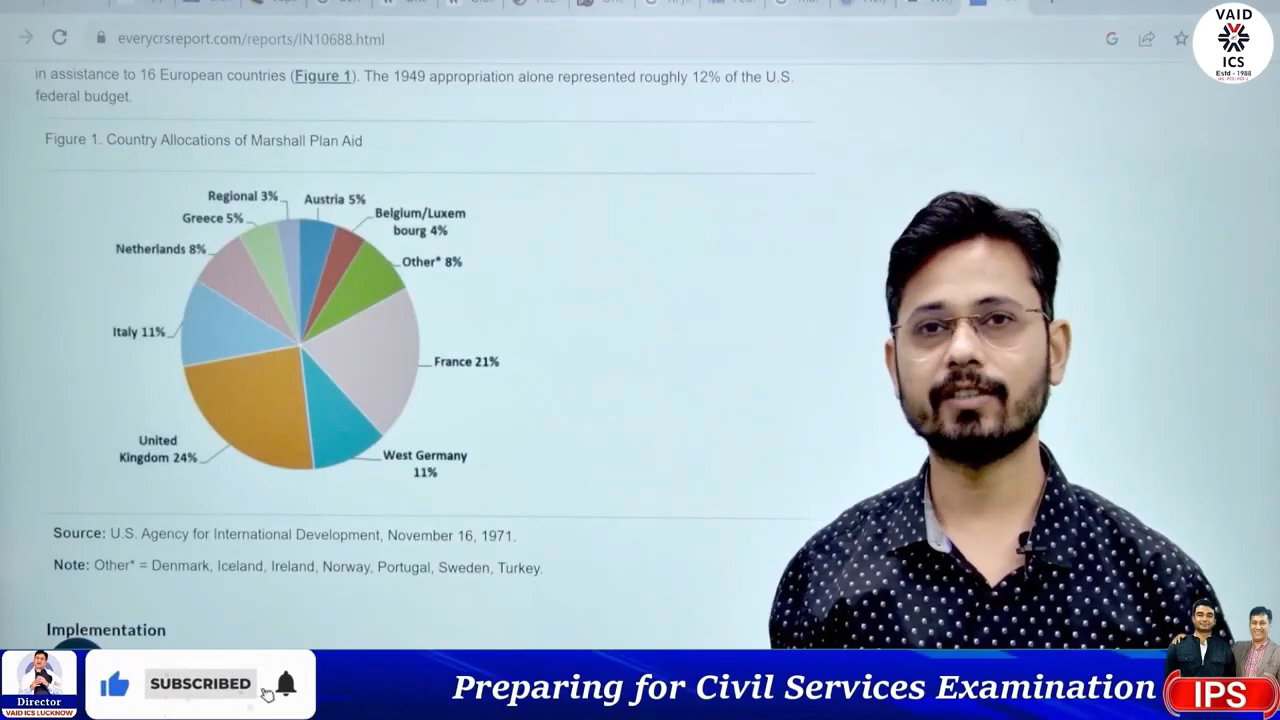 everycrsreport.com/reports/IN10688.html
VAID
ICS
Estd - 1988
in assistance to 16 European countries (Figure 1). The 1949 appropriation alone represented roughly 12% of the U.S.
federal budget.
Figure 1. Country Allocations of Marshall Plan Aid
Regional 3%
Austria 5%
Greece 5%
Belgium/Luxem
bourg 4%
Netherlands 8%
Other* 8%
Italy 11%
France 21%
United
Kingdom 24%
West Germany
11%
Source: U.S. Agency for International Development, November 16, 1971.
Note: Other* = Denmark, Iceland, Ireland, Norway, Portugal, Sweden, Turkey.
Implementation
Director
VAID ICS LUCKNOW
SUBSCRIBED
Preparing for Civil Services Examination
IPS